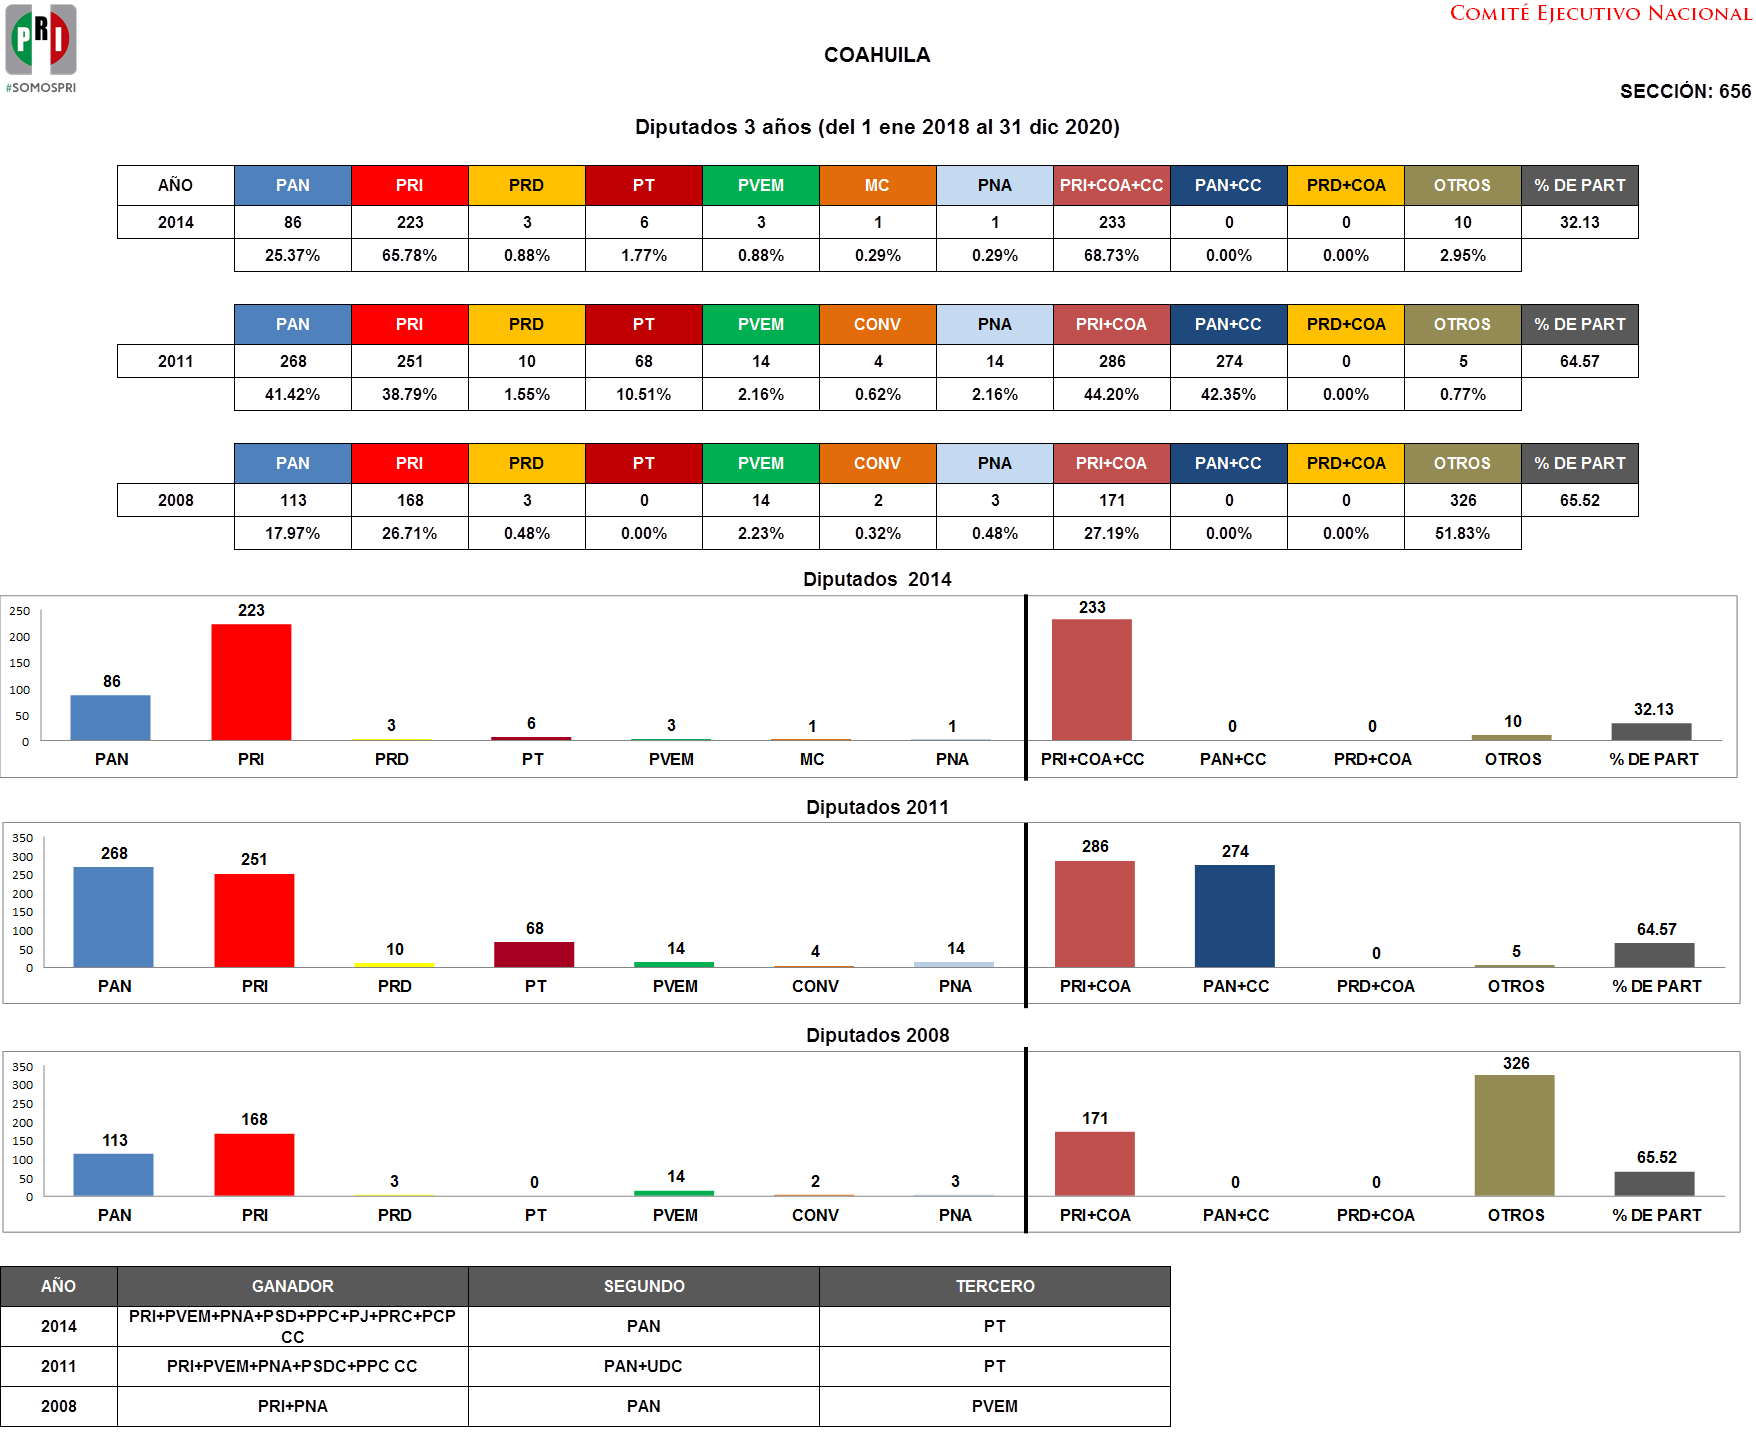 PRI
#SOMOSPRI
COMITÉ EJECUTIVO NACIONAL
COAHUILA
SECCIÓN: 656
Diputados 3 años (del 1 ene 2018 al 31 dic 2020)
AÑO PAN PRI PRD PT PVEM MC PNA PRI+COA+CC PAN+CC PRD+COA OTROS % DE PART
2014 86 223 3 6 3 1 1 233 0 0 10 32.13
25.37% 65.78% 0.88% 1.77% 0.88% 0.29% 0.29% 68.73% 0.00% 0.00% 2.95%
PAN PRI PRD PT PVEM CONV PNA PRI+COA PAN+CC PRD+COA OTROS % DE PART
2011 268 251 10 68 14 4 14 286 274 0 5 64.57
41.42% 38.79% 1.55% 10.51% 2.16% 0.62% 2.16% 44.20% 42.35% 0.00% 0.77%
PAN PRI PRD PT PVEM CONV PNA PRI+COA PAN+CC PRD+COA OTROS % DE PART
2008 113 168 3 0 14 2 3 171 0 0 326 65.52
17.97% 26.71% 0.48% 0.00% 2.23% 0.32% 0.48% 27.19% 0.00% 0.00% 51.83%
Diputados 2014
250
200
150
100
50
0
86 223 3 6 3 1 1 233 0 0 10 32.13
PAN PRI PRD PT PVEM MC PNA PRI+COA+CC PAN+CC PRD+COA OTROS % DE PART
Diputados 2011
350
300
250
200
150
100
50
0
268 251 10 68 14 4 14 286 274 0 5 64.57
PAN PRI PRD PT PVEM CONV PNA PRI+COA PAN+CC PRD+COA OTROS % DE PART
Diputados 2008
350
300
250
200
150
100
50
0
113 168 3 0 14 2 3 171 0 0 326 65.52
PAN PRI PRD PT PVEM CONV PNA PRI+COA PAN+CC PRD+COA OTROS % DE PART
AÑO GANADOR SEGUNDO TERCERO
2014 PRI+PVEM+PNA+PSD+PPC+PJ+PRC+PCP CC PAN PT
2011 PRI+PVEM+PNA+PSDC+PPC CC PAN+UDC PT
2008 PRI+PNA PAN PVEM